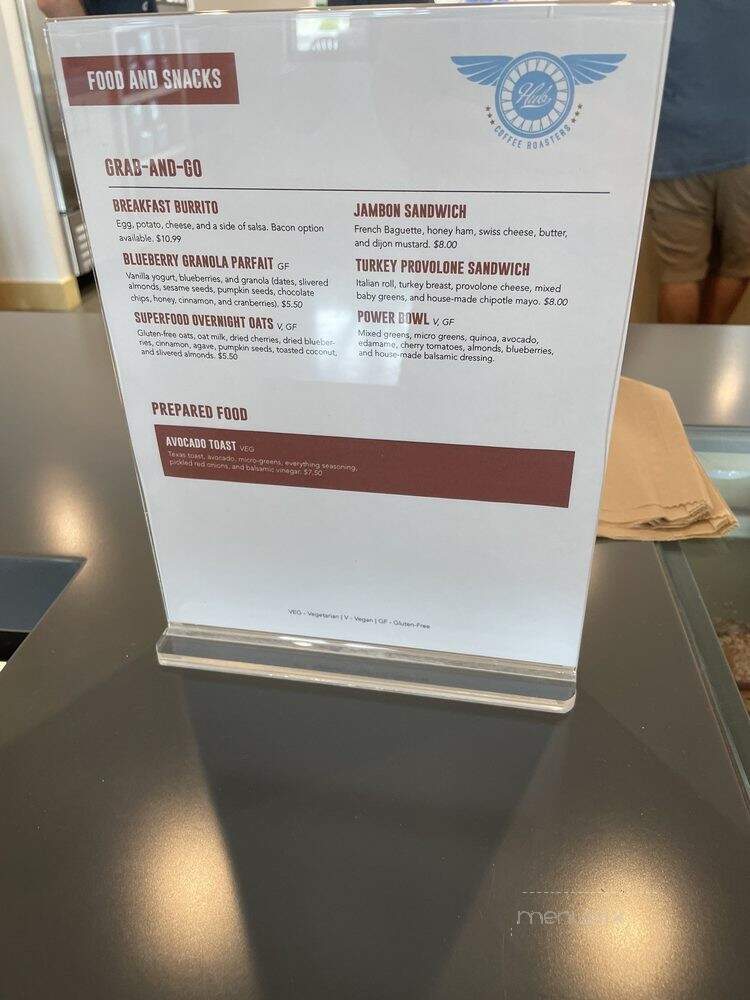 FOOD AND SNACKS
Hub
COFFEE ROASTERS
GRAB-AND-GO
BREAKFAST BURRITO
Egg, potato, cheese, and a side of salsa. Bacon option
available. $10.99
BLUEBERRY GRANOLA PARFAIT GF
Vanilla yogurt, blueberries, and granola (dates, slivered
almonds, sesame seeds, pumpkin seeds, chocolate
chips, honey, cinnamon, and cranberries). $5.50
SUPERFOOD OVERNIGHT OATS V, GF
Gluten-free oats, oat milk, dried cherries, dried blueber-
ries, cinnamon, agave, pumpkin seeds, toasted coconut,
and slivered almonds. $5.50
JAMBON SANDWICH
French Baguette, honey ham, swiss cheese, butter,
and dijon mustard. $8.00
TURKEY PROVOLONE SANDWICH
Italian roll, turkey breast, provolone cheese, mixed
baby greens, and house-made chipotle mayo. $8.00
POWER BOWL V, GF
Mixed greens, micro greens, quinoa, avocado,
edamame, cherry tomatoes, almonds, blueberries,
and house-made balsamic dressing.
PREPARED FOOD
AVOCADO TOAST VEG
Texas toast, avocado, micro-greens, everything seasoning,
pickled red onions, and balsamic vinegar. $7.50
VEG - Vegetarian | V - Vegan | GF - Gluten-Free